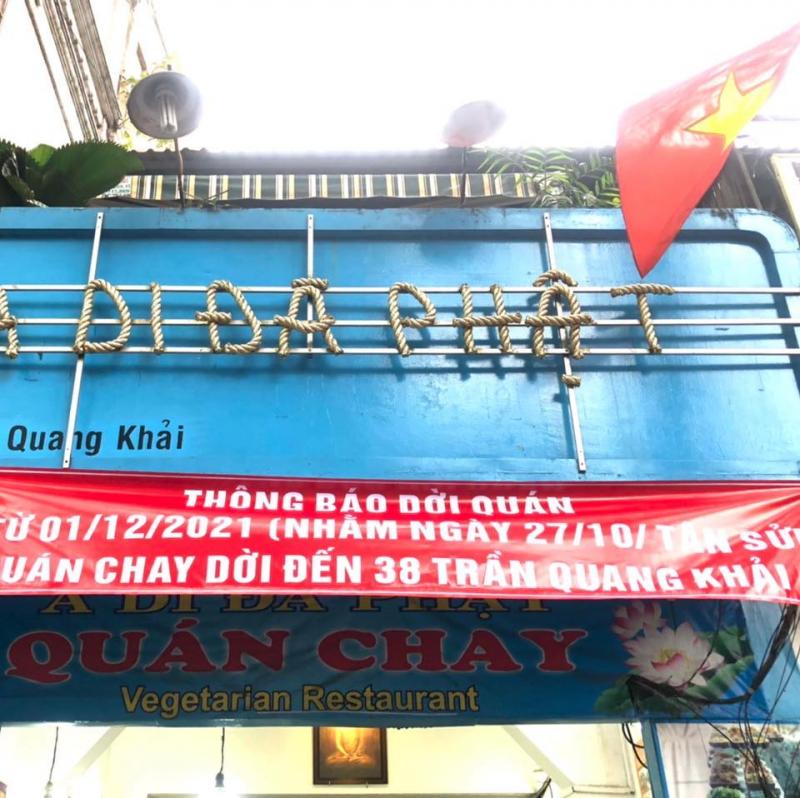 A DI ĐÀ PHẬT
Quang Khải
THÔNG BÁO DỜI QUÁN
TỪ 01/12/2021 (NHẰM NGÀY 27/10/ TÂN SỬU
QUÁN CHAY DỜI ĐẾN 38 TRẦN QUANG KHẢI
A DI ĐÀ PHẬT
QUÁN CHAY
Vegetarian Restaurant